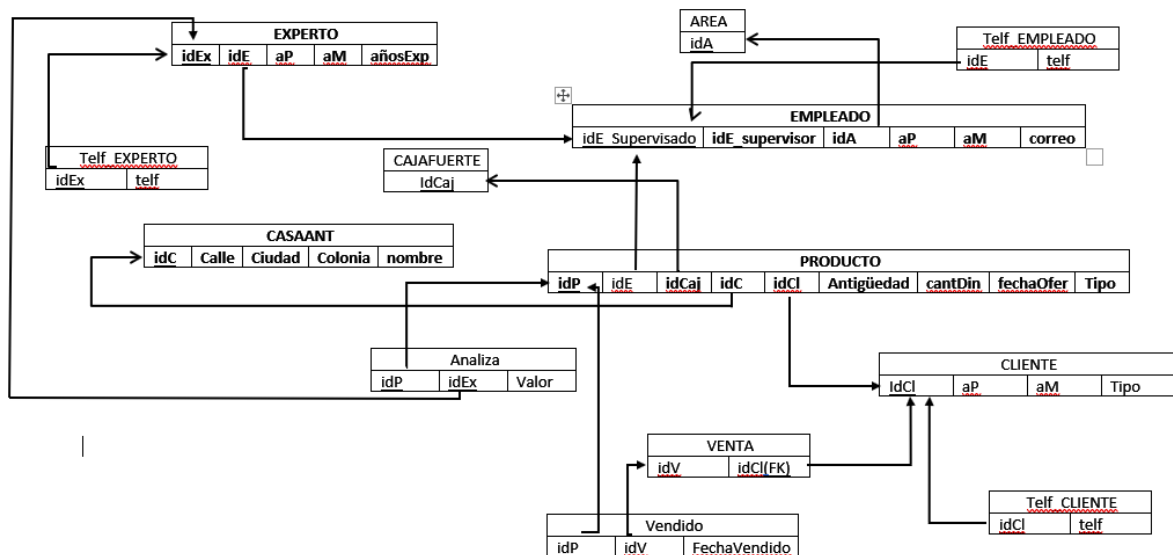 EXPERTO
idEx idE aP aM añosExp
AREA
idA
Telf_EMPLEADO
idE telf
EMPLEADO
idE_Supervisado idE_supervisor idA aP aM correo
Telf_EXPERTO
idEx telf
CAJAFUERTE
IdCaj
CASAANT
idC Calle Ciudad Colonia nombre
PRODUCTO
idP idE idCaj idC idCl Antigüedad cantDin fechaOfer Tipo
Analiza
idP idEx Valor
CLIENTE
IdCl aP aM Tipo
VENTA
idV idCl(FK)
Telf_CLIENTE
idCl telf
Vendido
idP idV FechaVendido